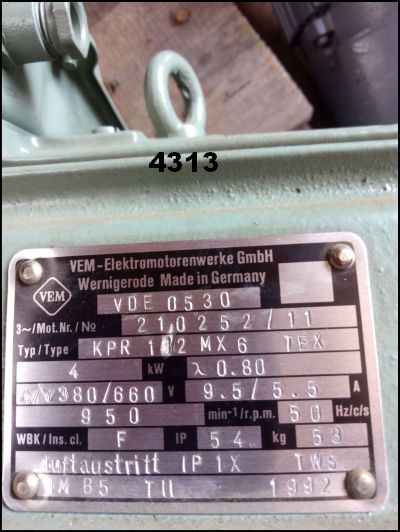 4313
VEM-Elektromotorenwerke GmbH
Wernigerode Made in Germany
VEM
VDE 0530
3~/Mot.Nr./No 210252/11
Typ/Type KPR 112 MX6 TEX
4 kW λ 0.80
380/660 V 9.5/5.5 A
950 min-1/r.p.m. 50 Hz/c/s
WBK/Ins. cl. F IP 54 kg 53
Luftaustritt IP 1X TWS
IM B5 TII 1992